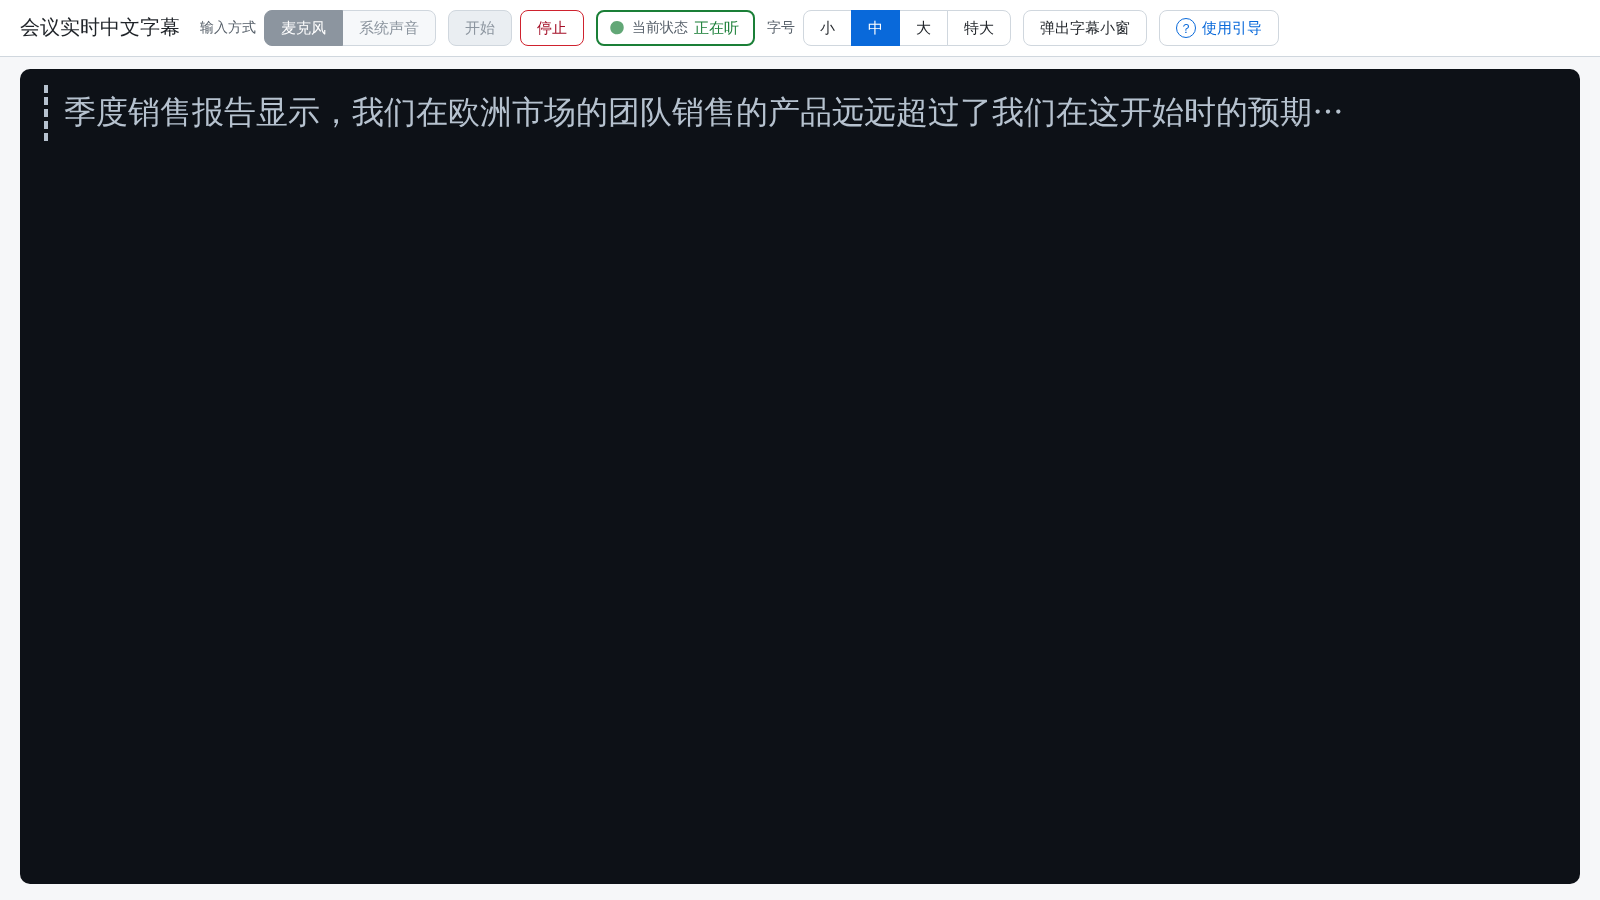 会议实时中文字幕 输入方式 麦克风 系统声音 开始 停止 当前状态 正在听 字号 小 中 大 特大 弹出字幕小窗 ? 使用引导
季度销售报告显示，我们在欧洲市场的团队销售的产品远远超过了我们在这开始时的预期…